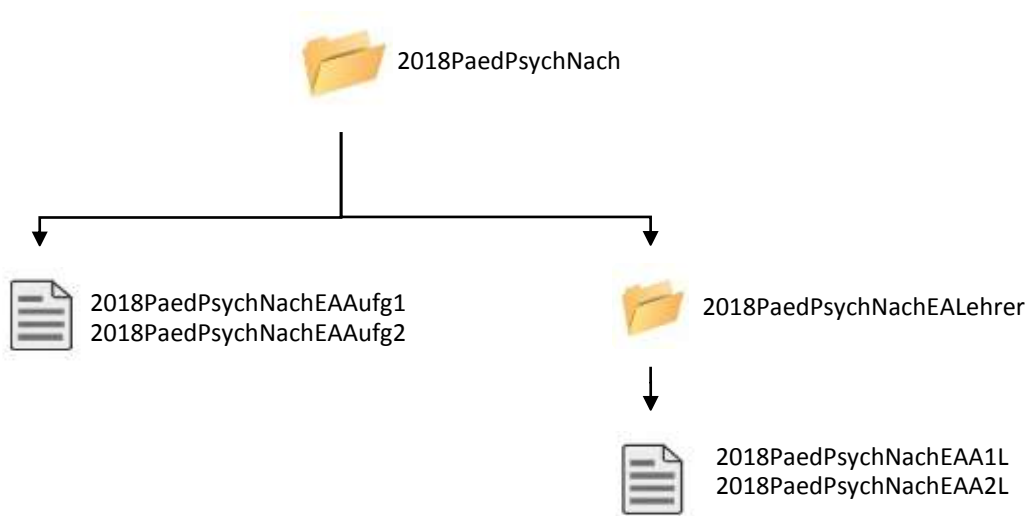 2018PaedPsychNach
2018PaedPsychNachEAAufg1
2018PaedPsychNachEAAufg2
2018PaedPsychNachEALehrer
2018PaedPsychNachEAA1L
2018PaedPsychNachEAA2L